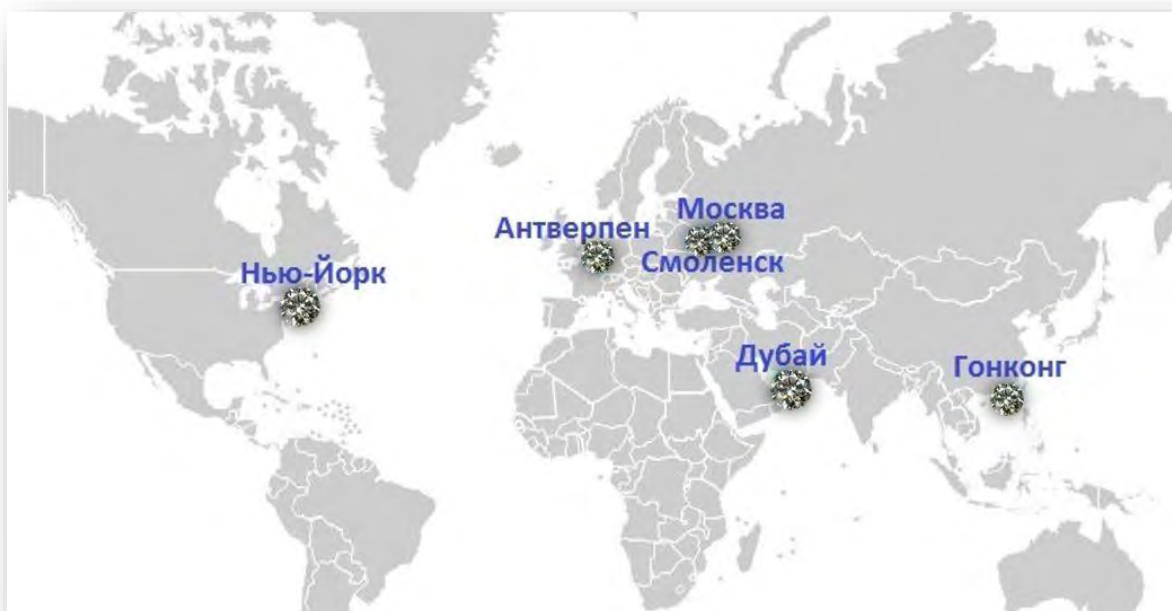 Москва
Антверпен
Смоленск
Нью-Йорк
Дубай
Гонконг